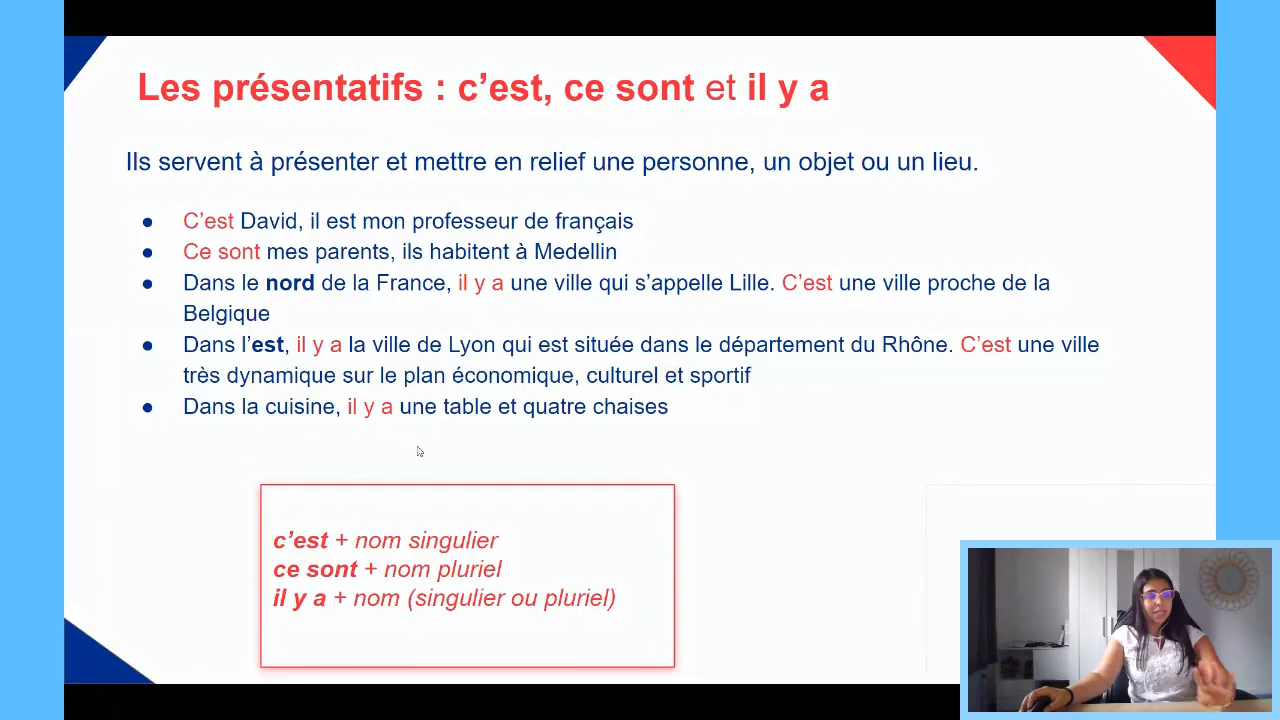 Les présentatifs : c’est, ce sont et il y a
Ils servent à présenter et mettre en relief une personne, un objet ou un lieu.
● C’est David, il est mon professeur de français
● Ce sont mes parents, ils habitent à Medellin
● Dans le nord de la France, il y a une ville qui s’appelle Lille. C’est une ville proche de la
Belgique
● Dans l’est, il y a la ville de Lyon qui est située dans le département du Rhône. C’est une ville
très dynamique sur le plan économique, culturel et sportif
● Dans la cuisine, il y a une table et quatre chaises
c’est + nom singulier
ce sont + nom pluriel
il y a + nom (singulier ou pluriel)